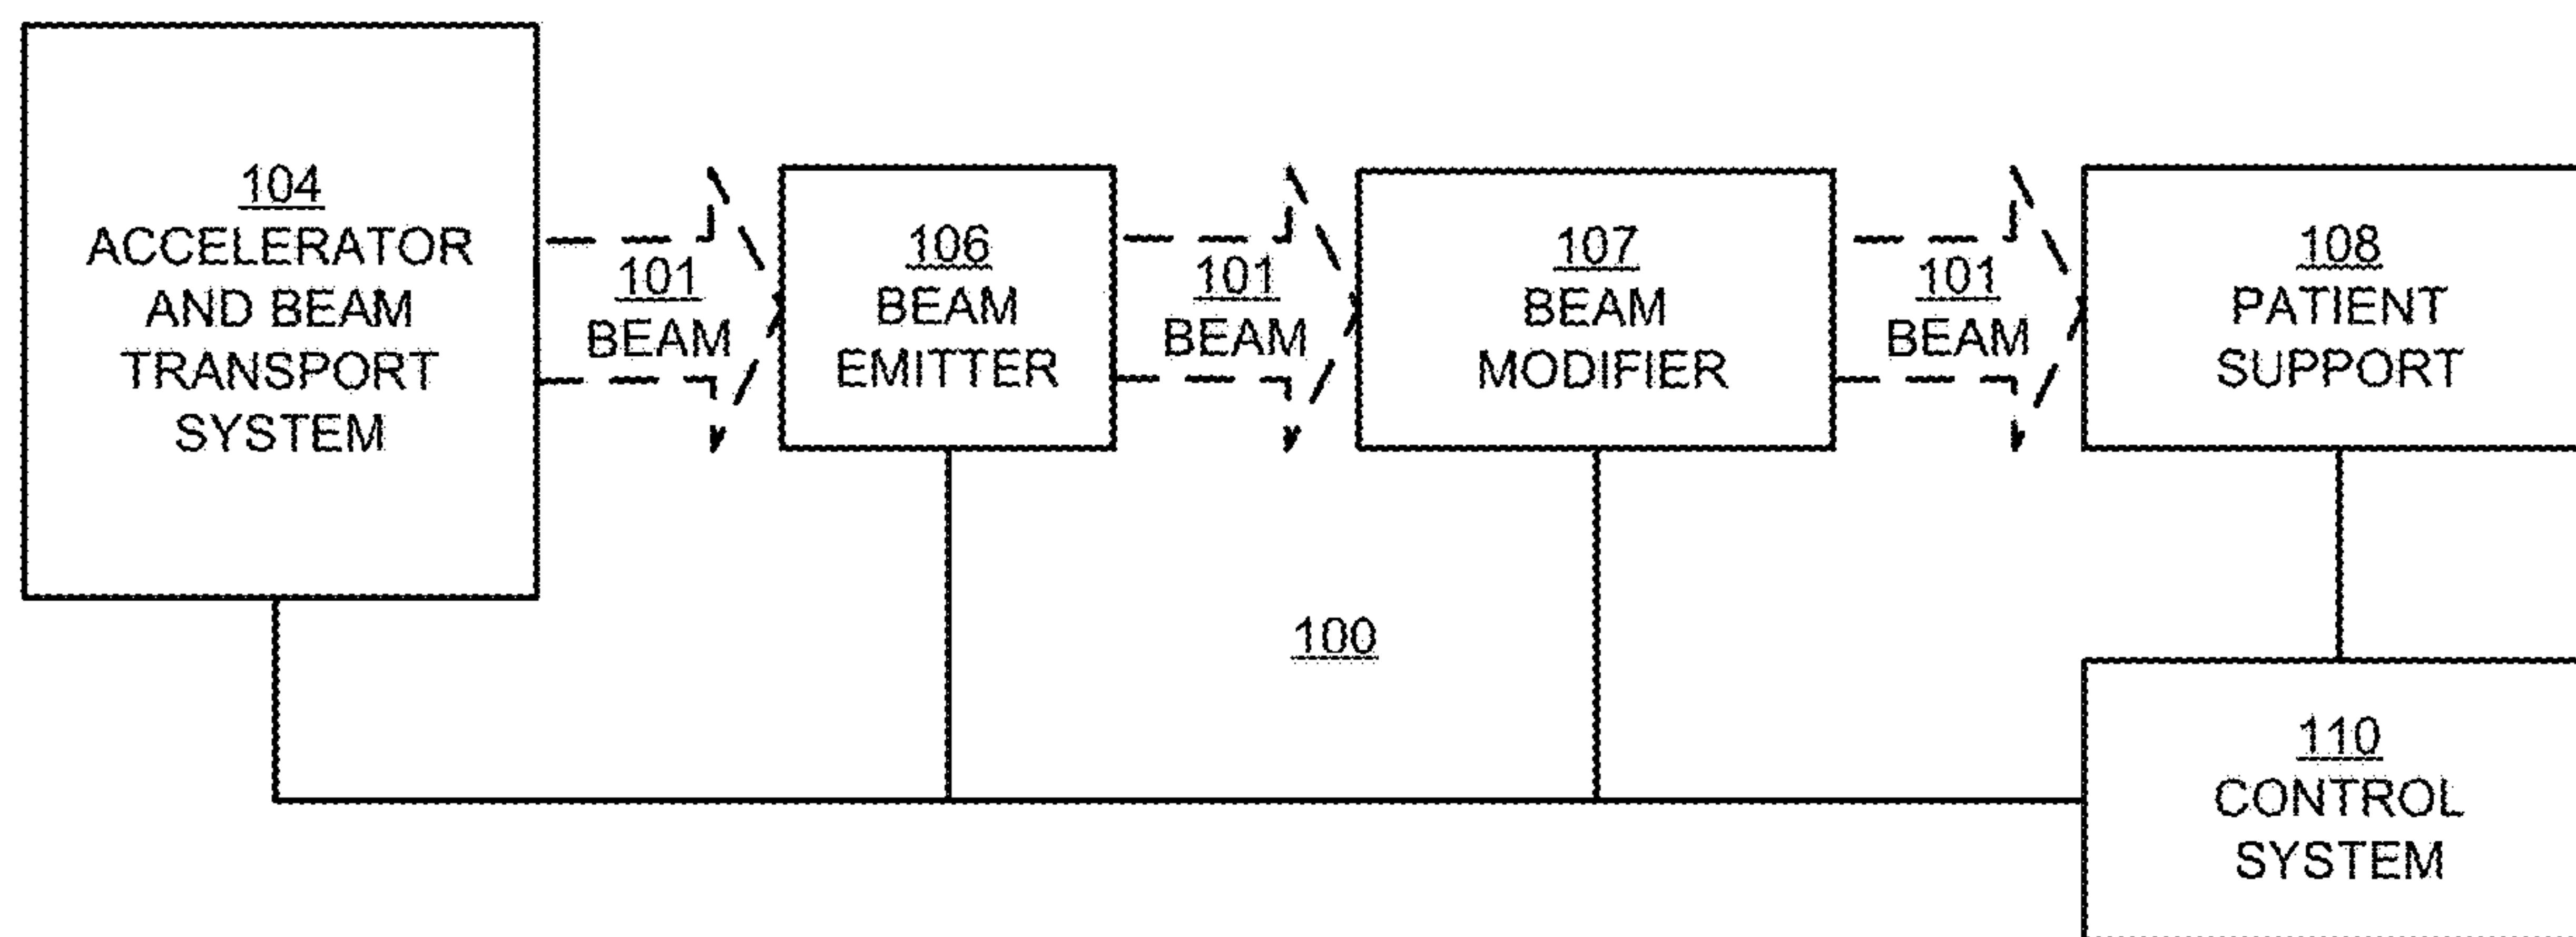 104
ACCELERATOR
AND BEAM
TRANSPORT
SYSTEM
101
BEAM
106
BEAM
EMITTER
101
BEAM
107
BEAM
MODIFIER
101
BEAM
108
PATIENT
SUPPORT
100
110
CONTROL
SYSTEM